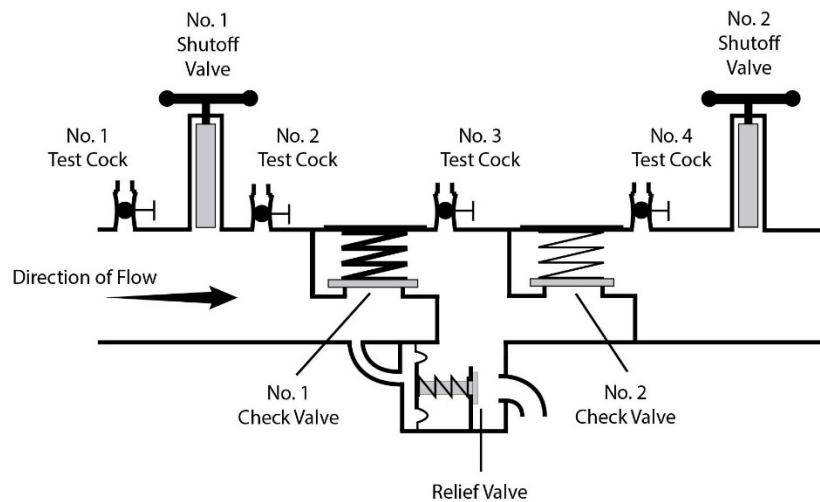 No. 1
Shutoff
Valve
No. 2
Shutoff
Valve
No. 1
Test Cock
No. 2
Test Cock
No. 3
Test Cock
No. 4
Test Cock
Direction of Flow
No. 1
Check Valve
No. 2
Check Valve
Relief Valve